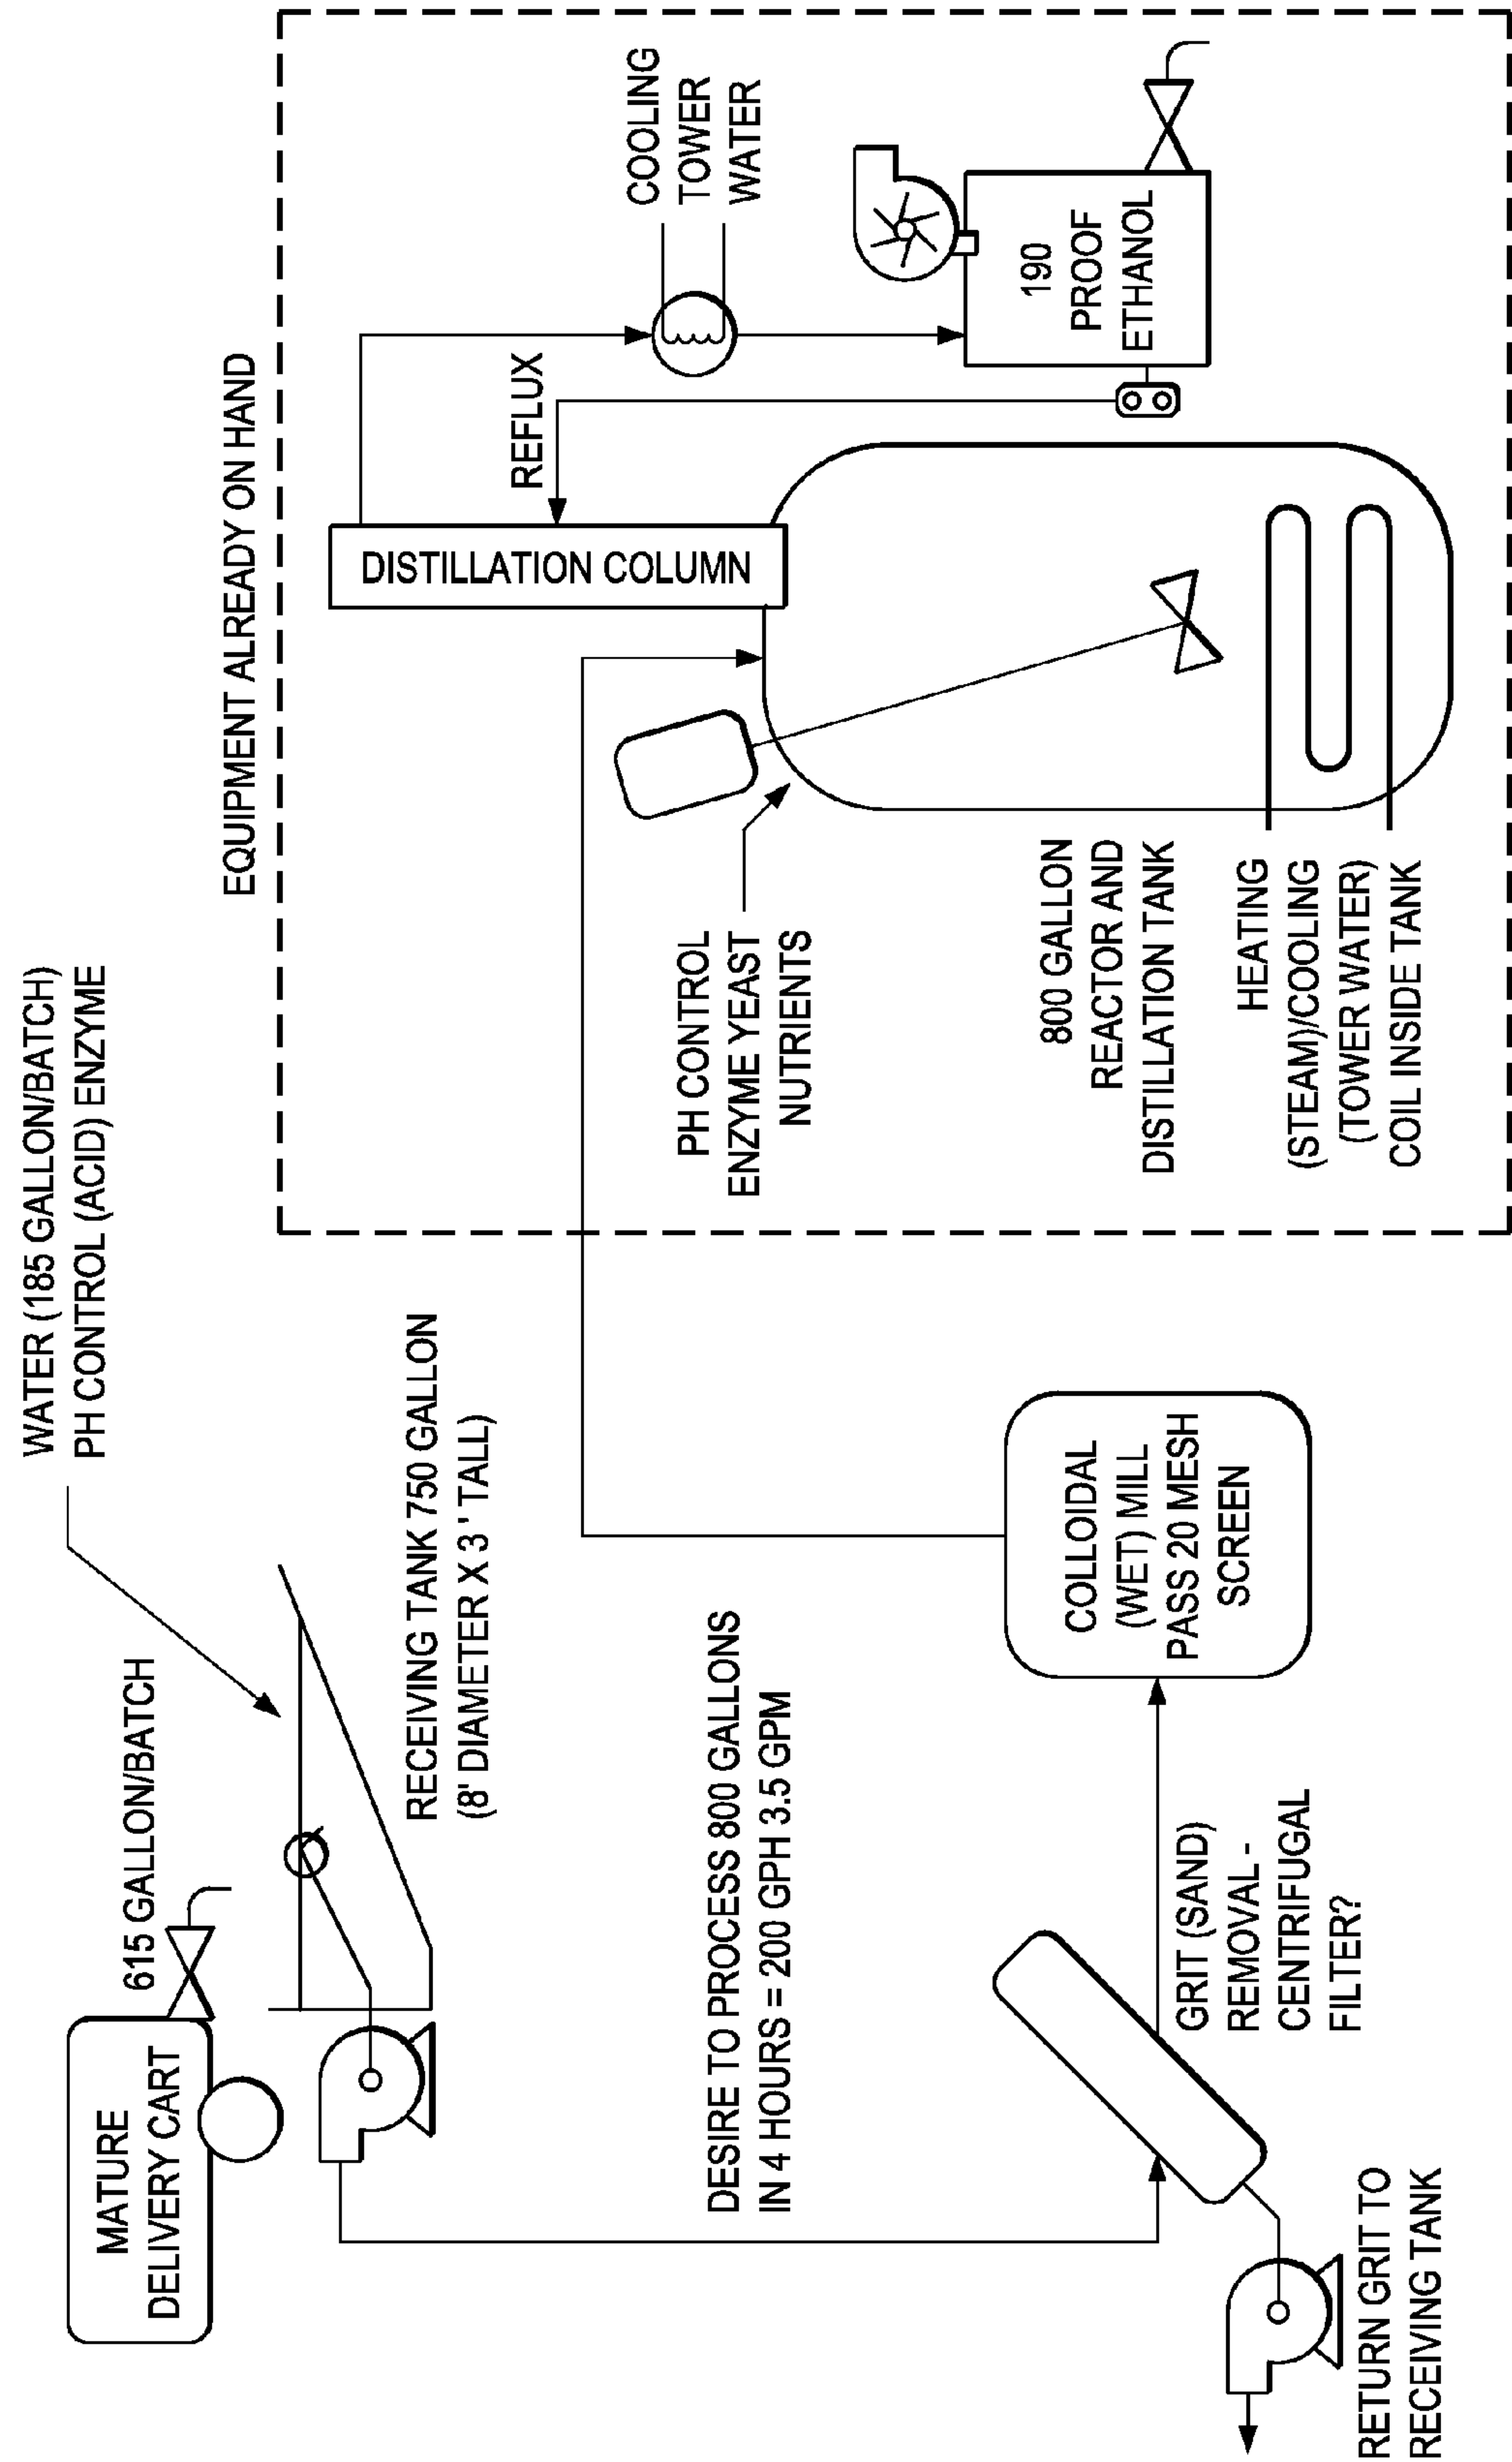 WATER (185 GALLON/BATCH)
PH CONTROL (ACID) ENZYME
615 GALLON/BATCH
MATURE
DELIVERY CART
RECEIVING TANK 750 GALLON
(8' DIAMETER X 3 ' TALL)
DESIRE TO PROCESS 800 GALLONS
IN 4 HOURS = 200 GPH 3.5 GPM
GRIT (SAND)
REMOVAL -
CENTRIFUGAL
FILTER?
RETURN GRIT TO
RECEIVING TANK
COLLOIDAL
(WET) MILL
PASS 20 MESH
SCREEN
EQUIPMENT ALREADY ON HAND
DISTILLATION COLUMN
REFLUX
COOLING
TOWER
WATER
190
PROOF
ETHANOL
PH CONTROL
ENZYME YEAST
NUTRIENTS
800 GALLON
REACTOR AND
DISTILLATION TANK
HEATING
(STEAM)/COOLING
(TOWER WATER)
COIL INSIDE TANK